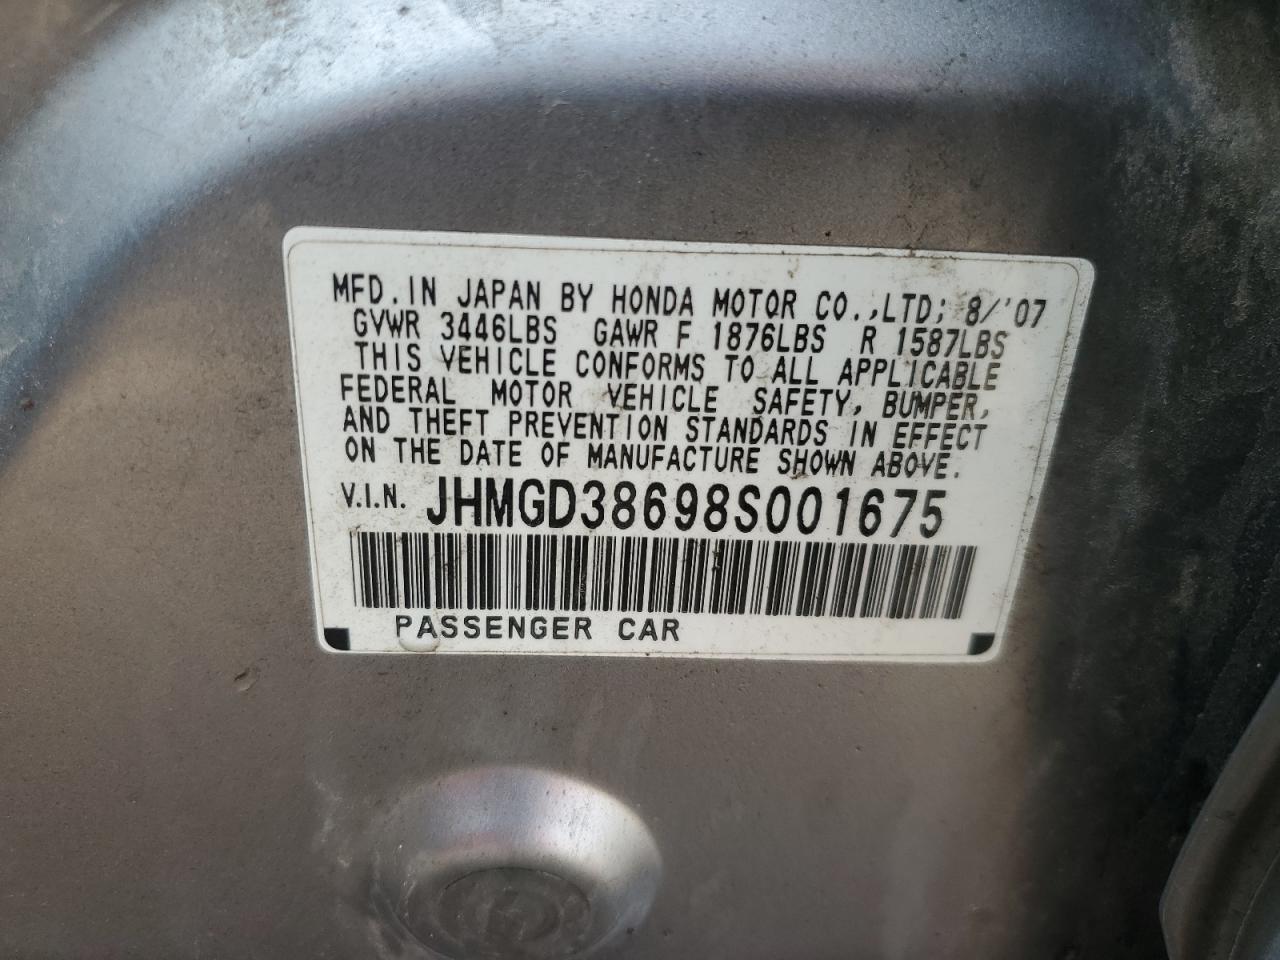 MFD. IN JAPAN BY HONDA MOTOR CO.,LTD; 8/'07
GVWR 3446LBS GAWR F 1876LBS R 1587LBS
THIS VEHICLE CONFORMS TO ALL APPLICABLE
FEDERAL MOTOR VEHICLE SAFETY, BUMPER,
AND THEFT PREVENTION STANDARDS IN EFFECT
ON THE DATE OF MANUFACTURE SHOWN ABOVE.
V.I.N. JHMGD38698S001675
PASSENGER CAR